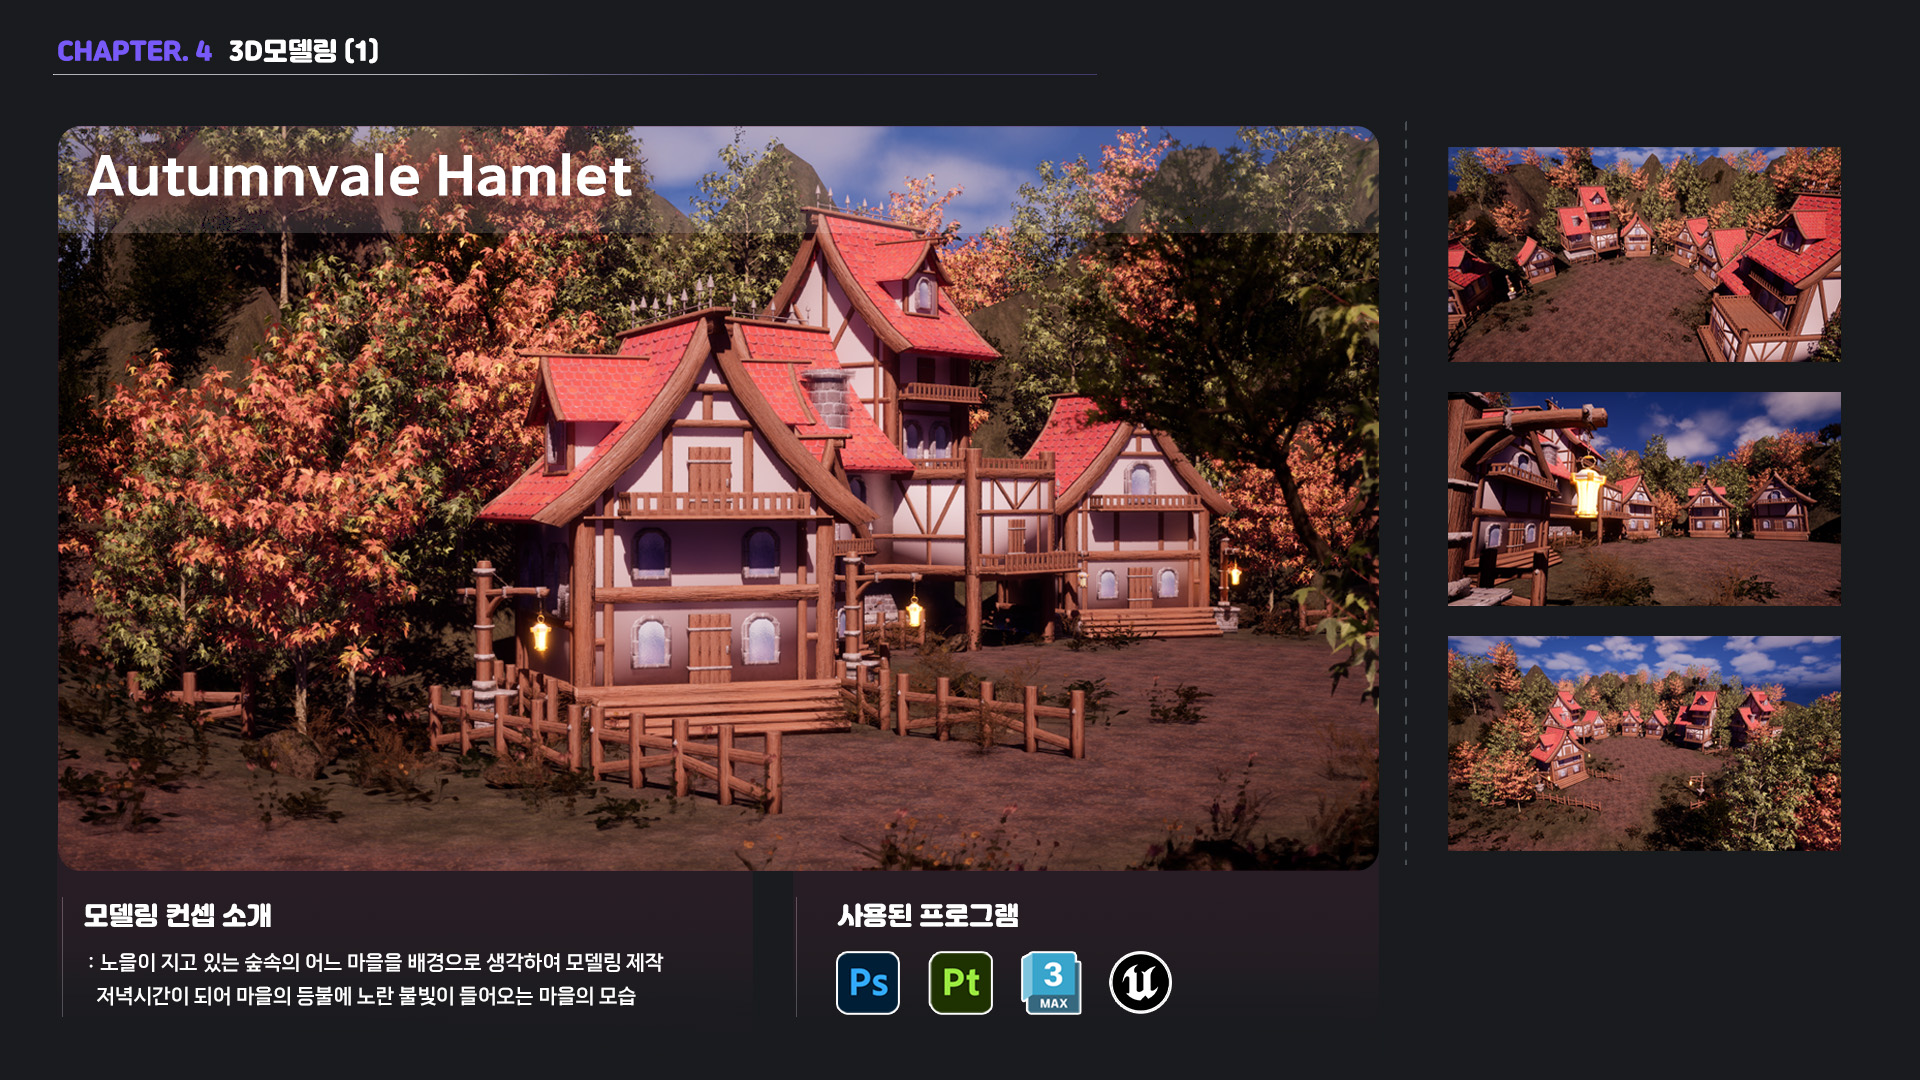 CHAPTER. 4 3D모델링 (1)
Autumnvale Hamlet
모델링 컨셉 소개
: 노을이 지고 있는 숲속의 어느 마을을 배경으로 생각하여 모델링 제작
저녁시간이 되어 마을의 등불에 노란 불빛이 들어오는 마을의 모습
사용된 프로그램
Ps Pt 3 MAX